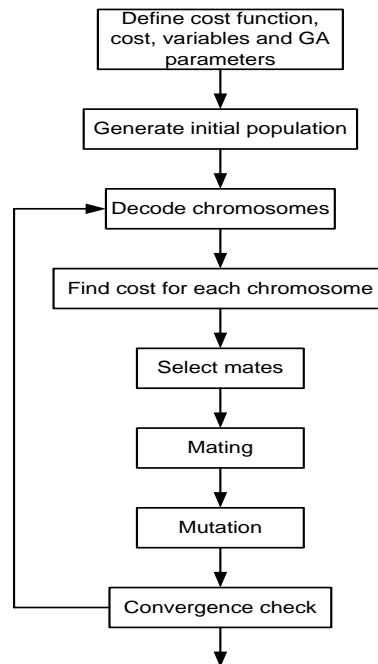 Define cost function,
cost, variables and GA
parameters
Generate initial population
Decode chromosomes
Find cost for each chromosome
Select mates
Mating
Mutation
Convergence check